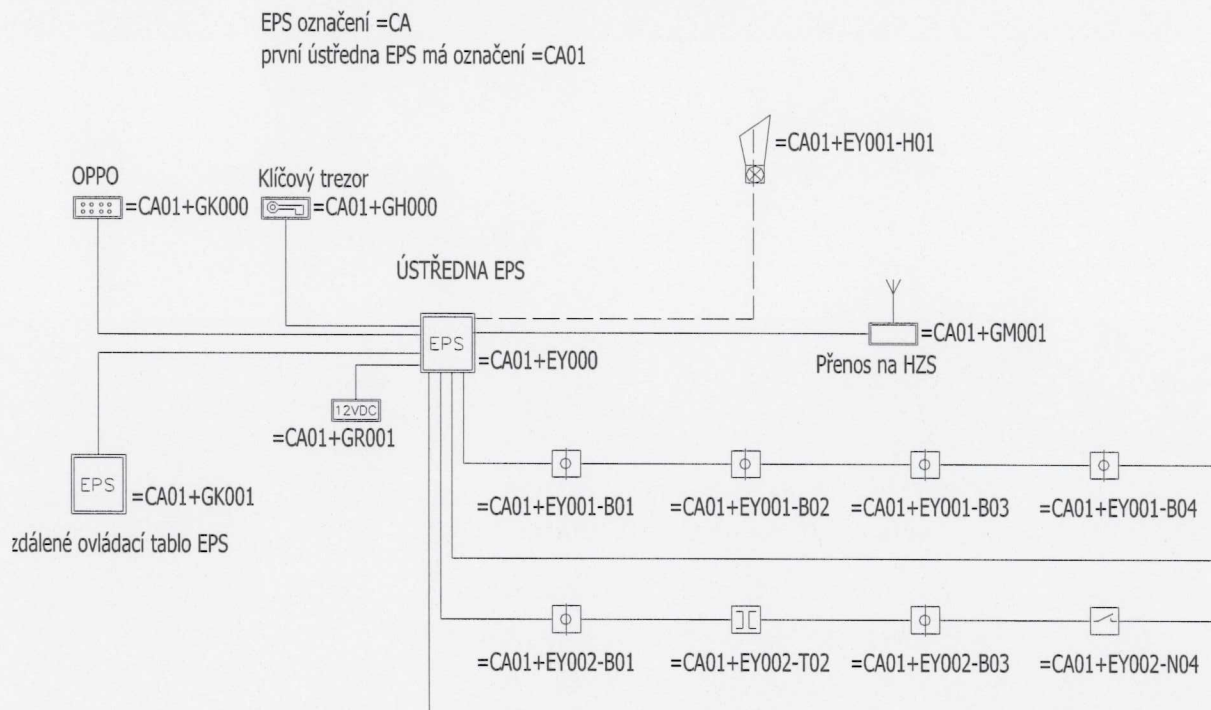 EPS označení =CA
první ústředna EPS má označení =CA01
=CA01+EY001-H01
OPPO
=CA01+GK000
Klíčový trezor
=CA01+GH000
ÚSTŘEDNA EPS
EPS
=CA01+EY000
=CA01+GM001
Přenos na HZS
12VDC
=CA01+GR001
EPS
=CA01+GK001
zdálené ovládací tablo EPS
=CA01+EY001-B01
=CA01+EY001-B02
=CA01+EY001-B03
=CA01+EY001-B04
=CA01+EY002-B01
=CA01+EY002-T02
=CA01+EY002-B03
=CA01+EY002-N04